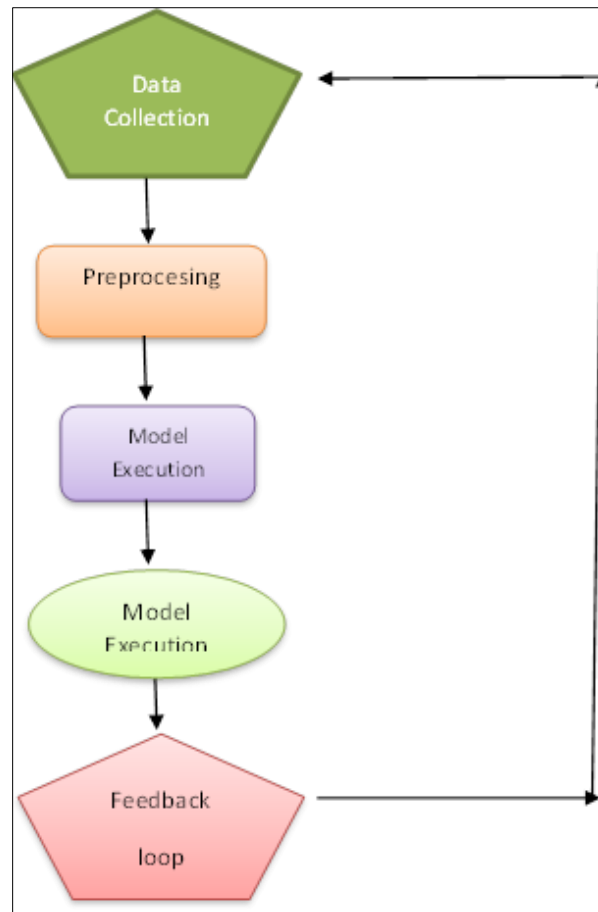 Data
Collection
Preprocesing
Model
Execution
Model
Execution
Feedback
loop